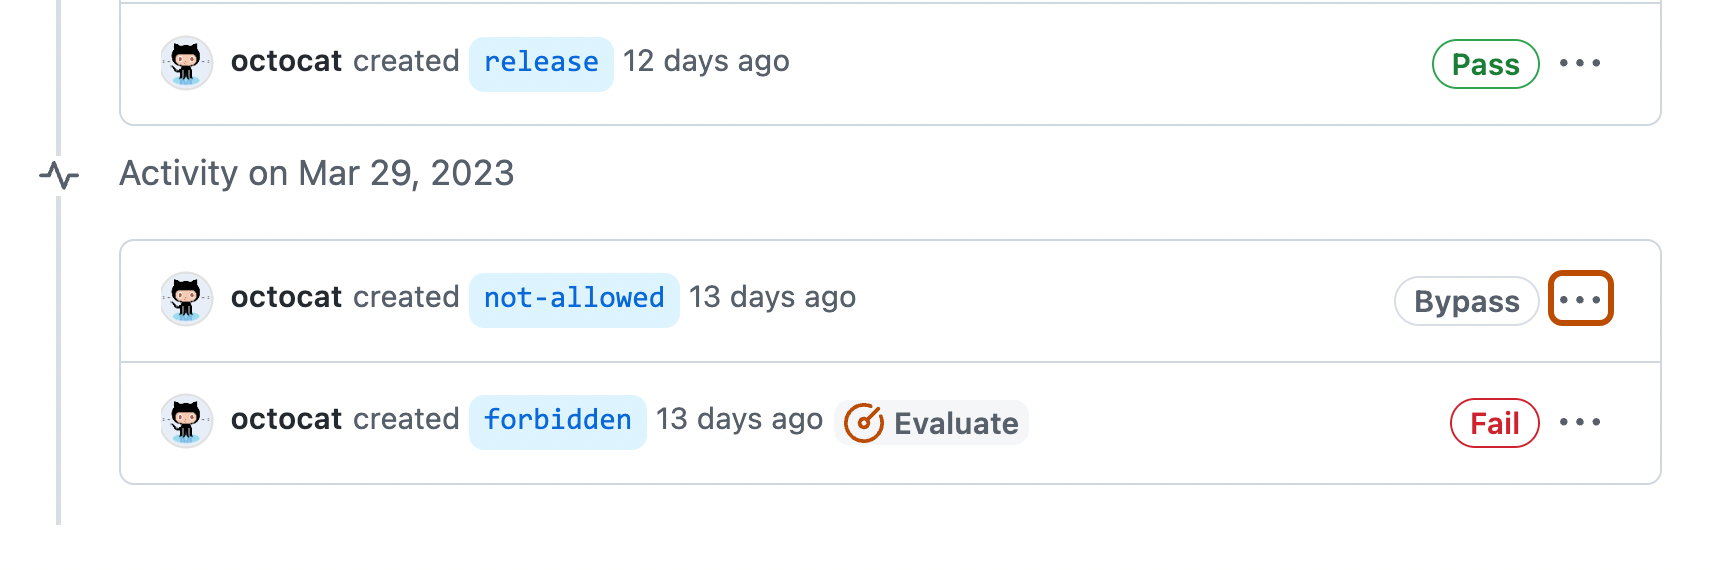 octocat created release 12 days ago Pass ...
Activity on Mar 29, 2023
octocat created not-allowed 13 days ago Bypass ...
octocat created forbidden 13 days ago Evaluate Fail ...